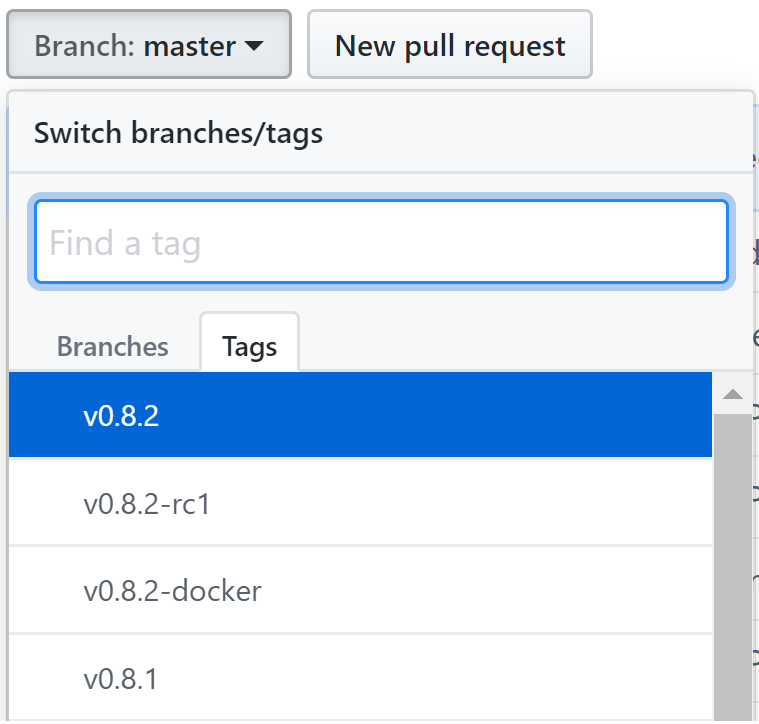 Branch: master
New pull request
Switch branches/tags
Find a tag
Branches
Tags
v0.8.2
v0.8.2-rc1
v0.8.2-docker
v0.8.1